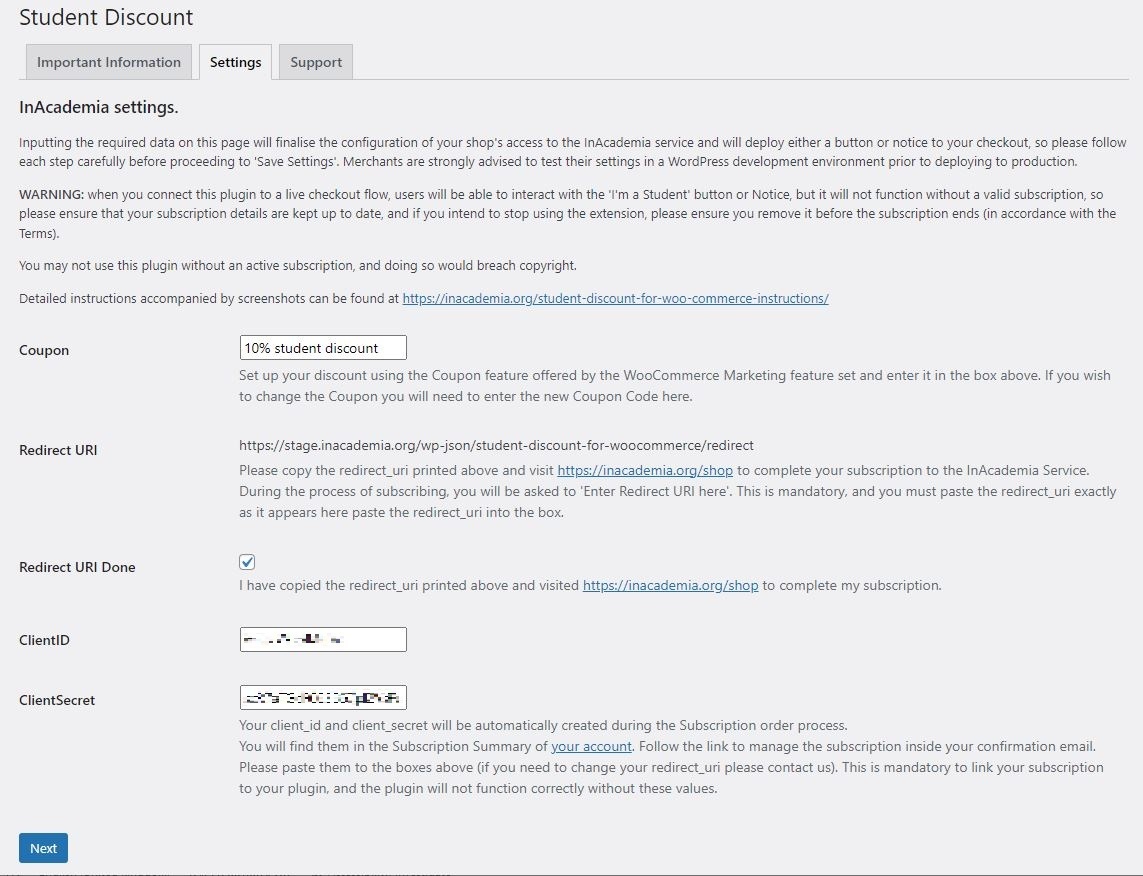 Student Discount
Important Information Settings Support
InAcademia settings.
Inputting the required data on this page will finalise the configuration of your shop's access to the InAcademia service and will deploy either a button or notice to your checkout, so please follow
each step carefully before proceeding to 'Save Settings'. Merchants are strongly advised to test their settings in a WordPress development environment prior to deploying to production.
WARNING: when you connect this plugin to a live checkout flow, users will be able to interact with the 'I'm a Student' button or Notice, but it will not function without a valid subscription, so
please ensure that your subscription details are kept up to date, and if you intend to stop using the extension, please ensure you remove it before the subscription ends (in accordance with the
Terms).
You may not use this plugin without an active subscription, and doing so would breach copyright.
Detailed instructions accompanied by screenshots can be found at https://inacademia.org/student-discount-for-woo-commerce-instructions/
Coupon
10% student discount
Set up your discount using the Coupon feature offered by the WooCommerce Marketing feature set and enter it in the box above. If you wish
to change the Coupon you will need to enter the new Coupon Code here.
Redirect URI
https://stage.inacademia.org/wp-json/student-discount-for-woocommerce/redirect
Please copy the redirect_uri printed above and visit https://inacademia.org/shop to complete your subscription to the InAcademia Service.
During the process of subscribing, you will be asked to 'Enter Redirect URI here'. This is mandatory, and you must paste the redirect_uri exactly
as it appears here paste the redirect_uri into the box.
Redirect URI Done
I have copied the redirect_uri printed above and visited https://inacademia.org/shop to complete my subscription.
ClientID
ClientSecret
Your client_id and client_secret will be automatically created during the Subscription order process.
You will find them in the Subscription Summary of your account. Follow the link to manage the subscription inside your confirmation email.
Please paste them to the boxes above (if you need to change your redirect_uri please contact us). This is mandatory to link your subscription
to your plugin, and the plugin will not function correctly without these values.
Next